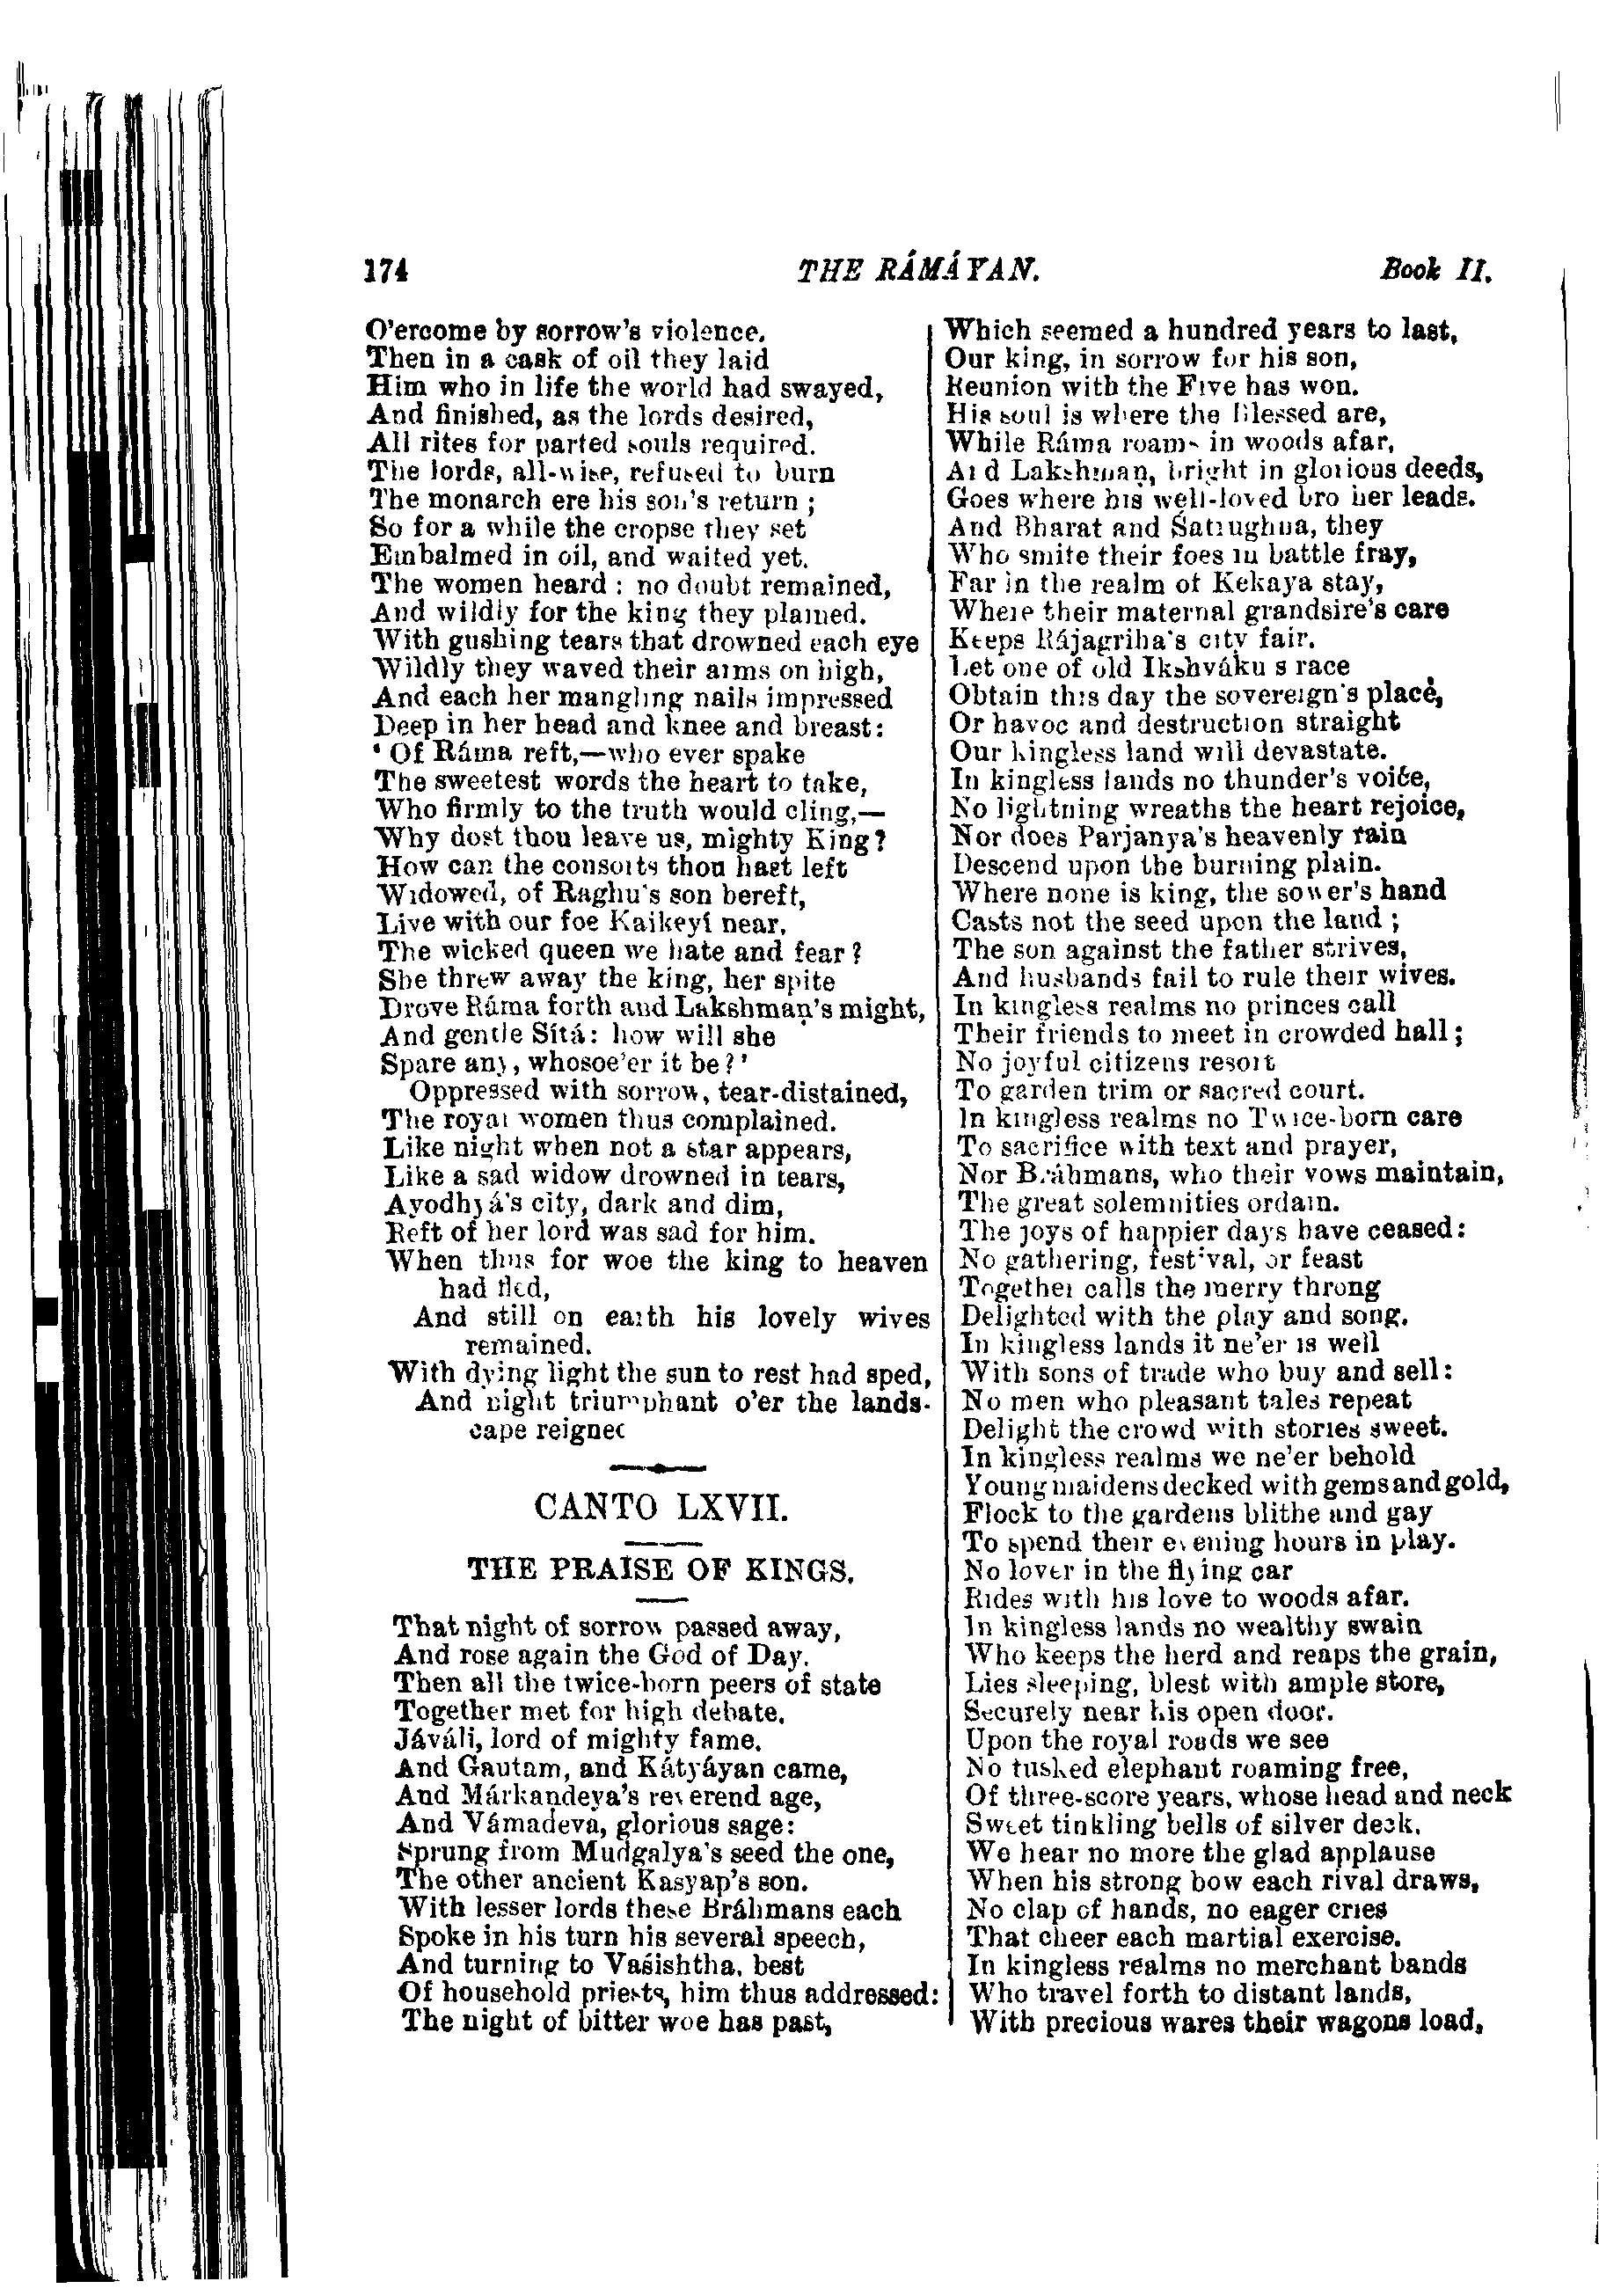 174 THE RÁMÁYAN. Book II.
O'ercome by sorrow's violence.
Then in a cask of oil they laid
Him who in life the world had swayed,
And finished, as the lords desired,
All rites for parted souls required.
The lords, all-wise, refused to burn
The monarch ere his son's return ;
So for a while the cropse they set
Embalmed in oil, and waited yet.
The women heard : no doubt remained,
And wildly for the king they plained.
With gushing tears that drowned each eye
Wildly they waved their arms on high,
And each her mangling nails impressed
Deep in her head and knee and breast:
‘ Of Ráma reft,—who ever spake
The sweetest words the heart to take,
Who firmly to the truth would cling,—
Why dost thou leave us, mighty King?
How can the consorts thou hast left
Widowed, of Raghu's son bereft,
Live with our foe Kaikeyí near,
The wicked queen we hate and fear?
She threw away the king, her spite
Drove Ráma forth and Lakshmaṇ's might,
And gentle Sítá: how will she
Spare any, whosoe'er it be?’
Oppressed with sorrow, tear-distained,
The royal women thus complained.
Like night when not a star appears,
Like a sad widow drowned in tears,
Ayodhyá's city, dark and dim,
Reft of her lord was sad for him.
When thus for woe the king to heaven
had fled,
And still on earth his lovely wives
remained.
With dying light the sun to rest had sped,
And night triumphant o'er the lands-
cape reigned
CANTO LXVII.
THE PRAISE OF KINGS.
That night of sorrow passed away,
And rose again the God of Day.
Then all the twice-born peers of state
Together met for high debate.
Jáváli, lord of mighty fame.
And Gautam, and Kátyáyan came,
And Márkandeya's reverend age,
And Vámadeva, glorious sage:
Sprung from Mudgalya's seed the one,
The other ancient Kasyap's son.
With lesser lords these Bráhmans each
Spoke in his turn his several speech,
And turning to Vaśishtha, best
Of household priests, him thus addressed:
The night of bitter woe has past,
Which seemed a hundred years to last,
Our king, in sorrow for his son,
Reunion with the Five has won.
His soul is where the Blessed are,
While Ráma roams in woods afar,
And Lakshmaṇ, bright in glorious deeds,
Goes where his well-loved brother leads.
And Bharat and Śatrughna, they
Who smite their foes in battle fray,
Far in the realm of Kekaya stay,
Where their maternal grandsire's care
Keeps Rájagriha's city fair.
Let one of old Ikshváku s race
Obtain this day the sovereign's place,
Or havoc and destruction straight
Our kingless land will devastate.
In kingless lands no thunder's voice,
No lightning wreaths the heart rejoice,
Nor does Parjanya's heavenly rain
Descend upon the burning plain.
Where none is king, the sower's hand
Casts not the seed upon the land ;
The son against the father strives,
And husbands fail to rule their wives.
In kingless realms no princes call
Their friends to meet in crowded hall;
No joyful citizens resort
To garden trim or sacred court.
In kingless realms no Twice-born care
To sacrifice with text and prayer,
Nor Bráhmans, who their vows maintain,
The great solemnities ordain.
The joys of happier days have ceased:
No gathering, festival, or feast
Together calls the merry throng
Delighted with the play and song.
In kingless lands it ne'er is well
With sons of trade who buy and sell:
No men who pleasant tales repeat
Delight the crowd with stories sweet.
In kingless realms we ne'er behold
Young maidens decked with gems and gold,
Flock to the gardens blithe and gay
To spend their evening hours in play.
No lover in the flying car
Rides with his love to woods afar.
In kingless lands no wealthy swain
Who keeps the herd and reaps the grain,
Lies sleeping, blest with ample store,
Securely near his open door.
Upon the royal roads we see
No tusked elephant roaming free,
Of three-score years, whose head and neck
Sweet tinkling bells of silver deck.
We hear no more the glad applause
When his strong bow each rival draws,
No clap of hands, no eager cries
That cheer each martial exercise.
In kingless realms no merchant bands
Who travel forth to distant lands,
With precious wares their wagons load,